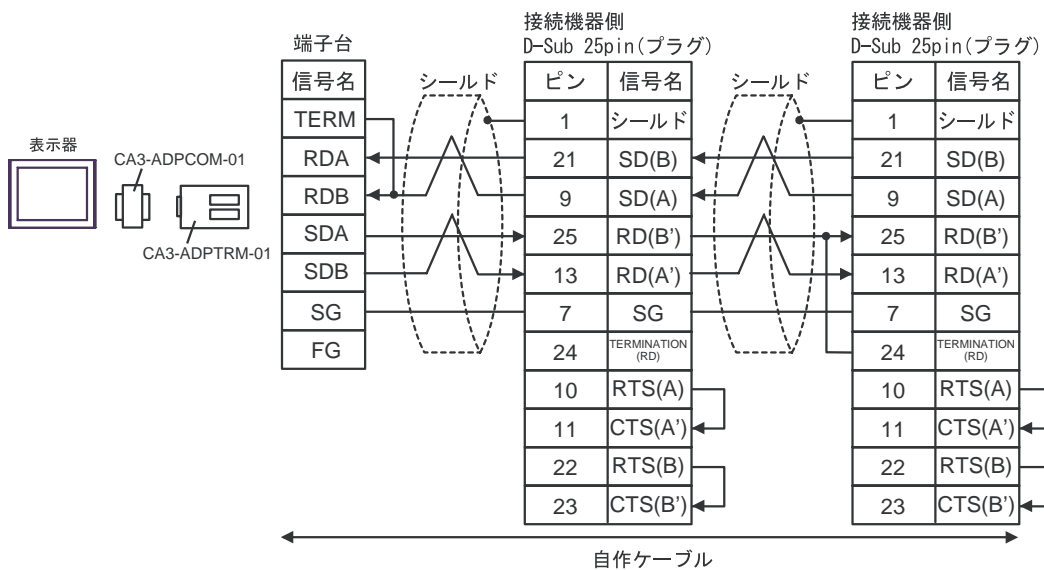 表示器
CA3-ADPCOM-01
CA3-ADPTRM-01
端子台
信号名
TERM
RDA
RDB
SDA
SDB
SG
FG
シールド
接続機器側
D-Sub 25pin(プラグ)
ピン 信号名
1 シールド
21 SD(B)
9 SD(A)
25 RD(B')
13 RD(A')
7 SG
24 TERMINATION
(RD)
10 RTS(A)
11 CTS(A')
22 RTS(B)
23 CTS(B')
シールド
接続機器側
D-Sub 25pin(プラグ)
ピン 信号名
1 シールド
21 SD(B)
9 SD(A)
25 RD(B')
13 RD(A')
7 SG
24 TERMINATION
(RD)
10 RTS(A)
11 CTS(A')
22 RTS(B)
23 CTS(B')
自作ケーブル